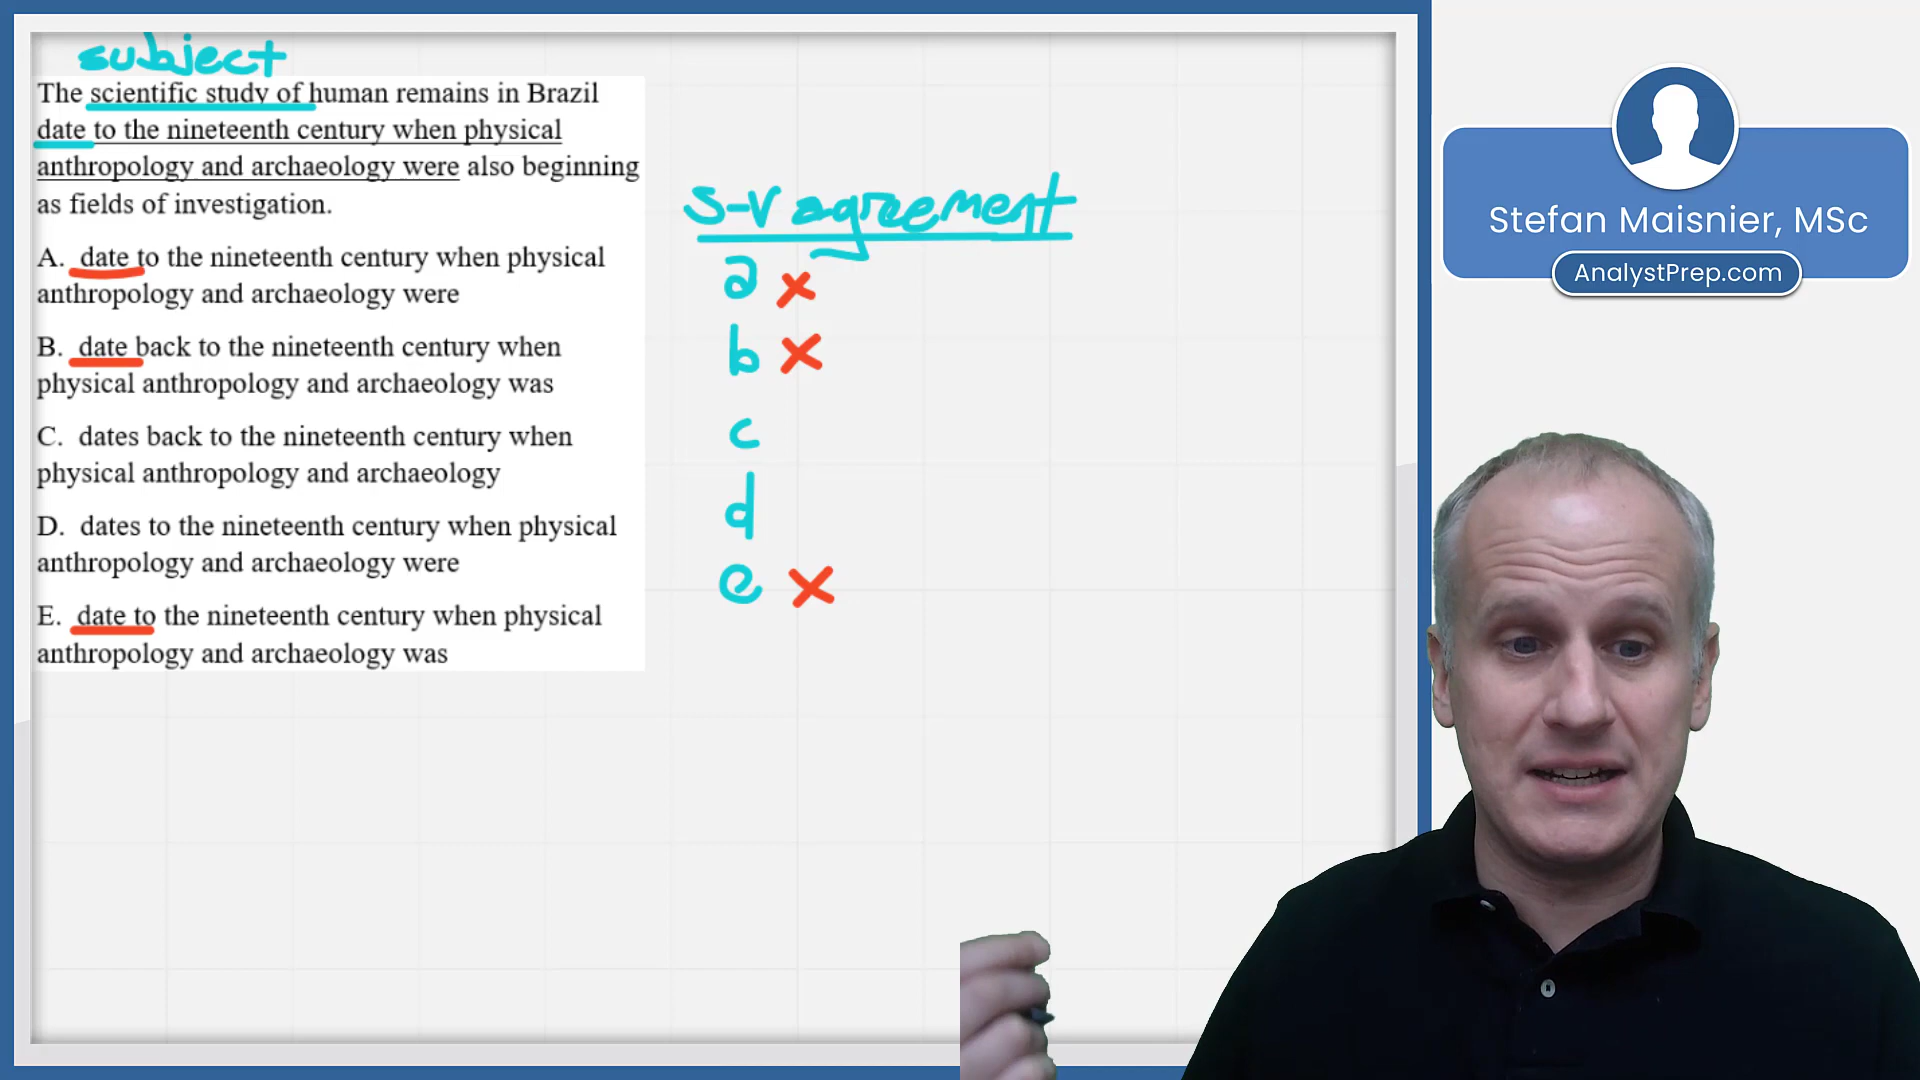 subject
The scientific study of human remains in Brazil
date to the nineteenth century when physical
anthropology and archaeology were also beginning
as fields of investigation.
A. date to the nineteenth century when physical
anthropology and archaeology were
B. date back to the nineteenth century when
physical anthropology and archaeology was
C. dates back to the nineteenth century when
physical anthropology and archaeology
D. dates to the nineteenth century when physical
anthropology and archaeology were
E. date to the nineteenth century when physical
anthropology and archaeology was
s-v agreement
a x
b x
c
d
e x
Stefan Maisnier, MSc
AnalystPrep.com